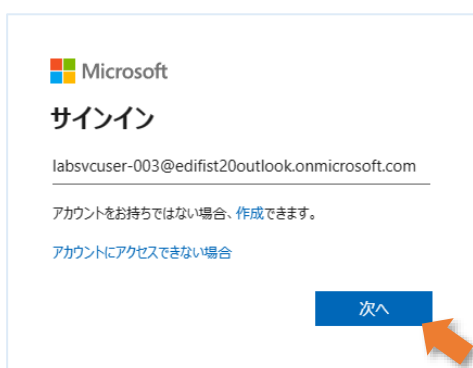 Microsoft
サインイン
labsvcuser-003@edifist20outlook.onmicrosoft.com
アカウントをお持ちではない場合、作成できます。
アカウントにアクセスできない場合
次へ